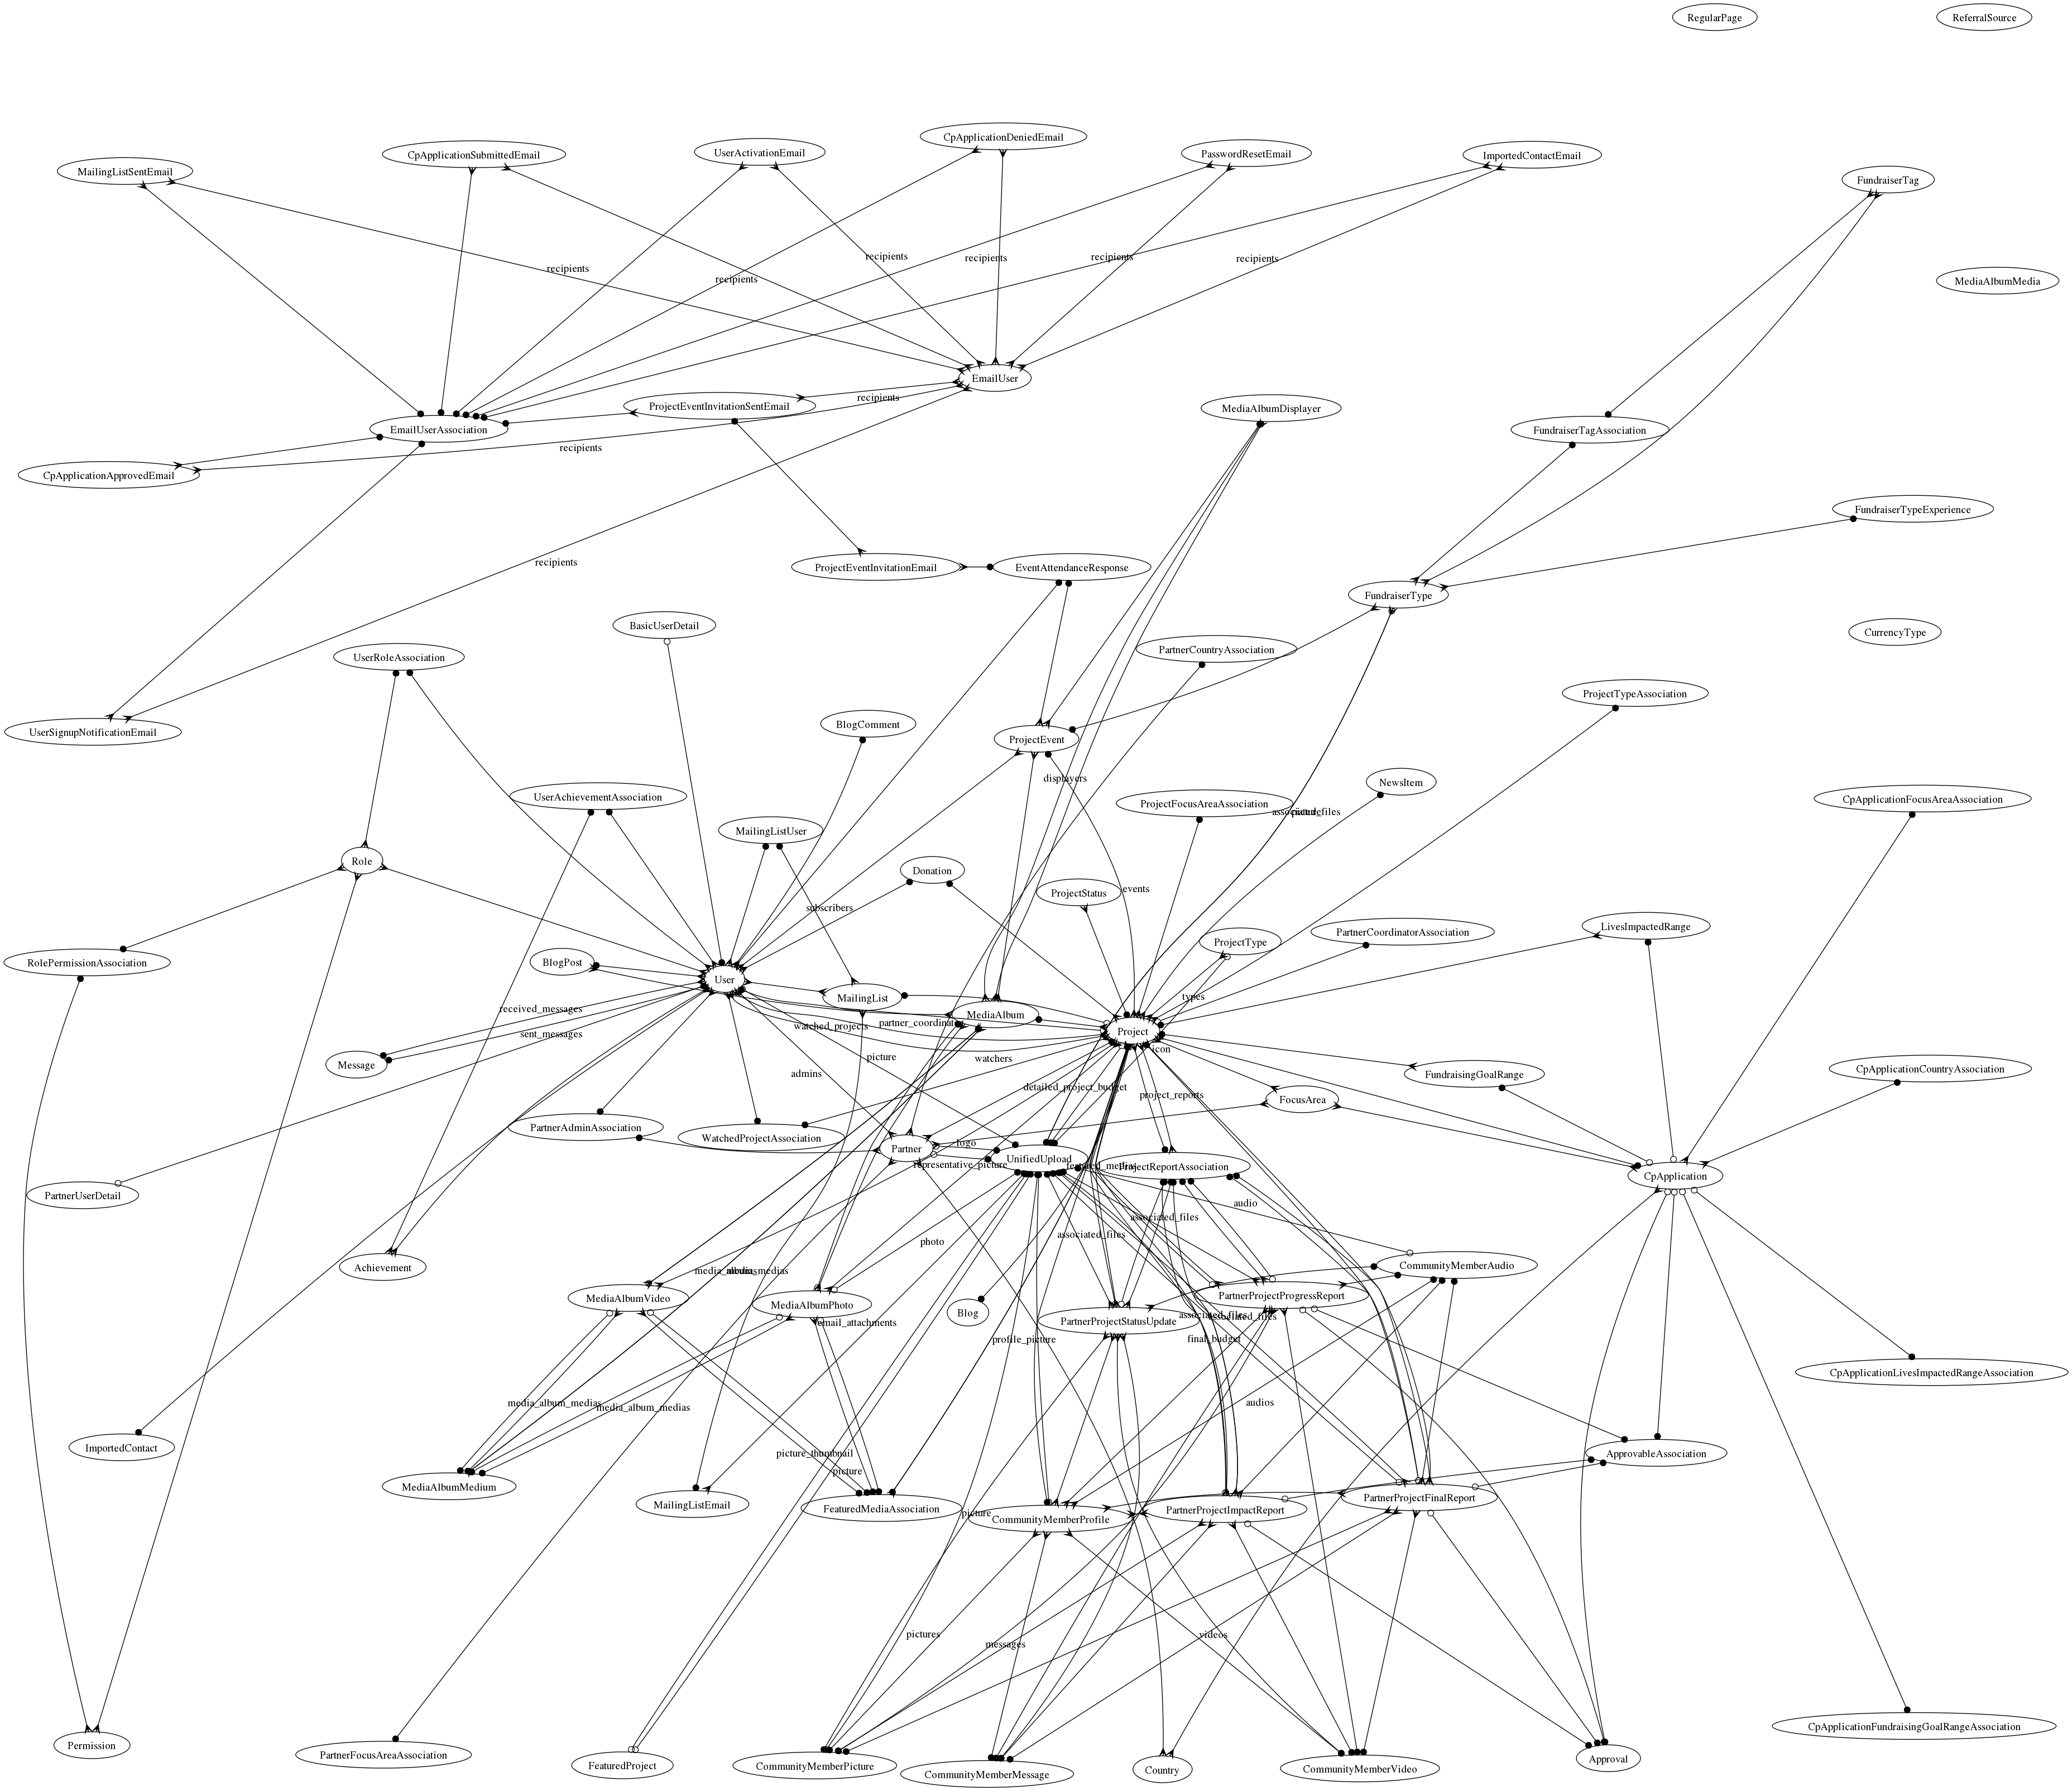 RegularPage
ReferralSource
CpApplicationDeniedEmail
UserActivationEmail
CpApplicationSubmittedEmail
PasswordResetEmail
ImportedContactEmail
MailingListSentEmail
FundraiserTag
recipients
recipients
recipients
recipients
recipients
recipients
MediaAlbumMedia
EmailUser
recipients
ProjectEventInvitationSentEmail
MediaAlbumDisplayer
EmailUserAssociation
FundraiserTagAssociation
recipients
CpApplicationApprovedEmail
FundraiserTypeExperience
recipients
ProjectEventInvitationEmail
EventAttendanceResponse
FundraiserType
BasicUserDetail
CurrencyType
PartnerCountryAssociation
UserRoleAssociation
ProjectTypeAssociation
BlogComment
UserSignupNotificationEmail
ProjectEvent
displayers
NewsItem
UserAchievementAssociation
ProjectFocusAreaAssociation
CpApplicationFocusAreaAssociation
MailingListUser
Role
Donation
ProjectStatus
events
subscribers
LivesImpactedRange
PartnerCoordinatorAssociation
ProjectType
RolePermissionAssociation
BlogPost
User
MailingList
types
received_messages
MediaAlbum
watched_projects
Project
sent_messages
icon
Message
picture
watchers
admins
FundraisingGoalRange
CpApplicationCountryAssociation
detailed_project_budget
project_reports
FocusArea
PartnerAdminAssociation
WatchedProjectAssociation
logo
Partner
UnifiedUpload
representative_picture
ProjectReportAssociation
CpApplication
PartnerUserDetail
audio
associated_files
associated_files
photo
CommunityMemberAudio
Achievement
MediaAlbumVideo
PartnerProjectProgressReport
MediaAlbumPhoto
Blog
PartnerProjectStatusUpdate
email_attachments
profile_picture
final_budget
CpApplicationLivesImpactedRangeAssociation
media_album_medias
media_album_medias
audios
ImportedContact
picture_thumbnail
ApprovableAssociation
picture
MediaAlbumMedium
MailingListEmail
FeaturedMediaAssociation
picture
CommunityMemberProfile
PartnerProjectImpactReport
PartnerProjectFinalReport
pictures
messages
videos
CpApplicationFundraisingGoalRangeAssociation
Permission
PartnerFocusAreaAssociation
FeaturedProject
CommunityMemberPicture
CommunityMemberMessage
Country
CommunityMemberVideo
Approval